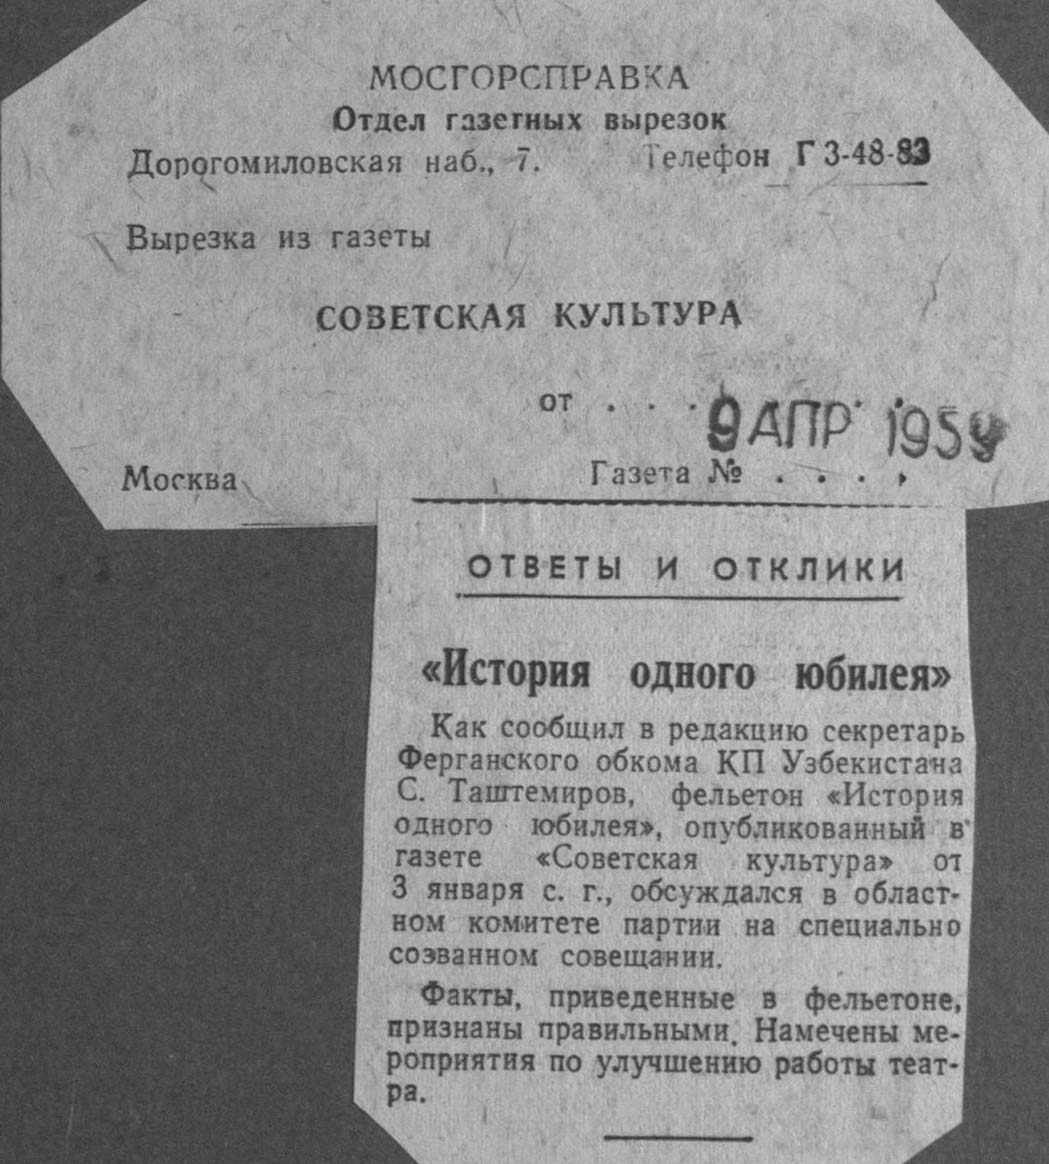 МОСГОРСПРАВКА
Отдел газетных вырезок
Дорогомиловская наб., 7. Телефон Г 3-48-83
Вырезка из газеты
СОВЕТСКАЯ КУЛЬТУРА
от . . . 9 АПР 1959
Москва Газета № . . . .
ОТВЕТЫ И ОТКЛИКИ
«История одного юбилея»
Как сообщил в редакцию секретарь
Ферганского обкома КП Узбекистана
С. Таштемиров, фельетон «История
одного юбилея», опубликованный в
газете «Советская культура» от
3 января с. г., обсуждался в област-
ном комитете партии на специально
созванном совещании.
Факты, приведенные в фельетоне,
признаны правильными. Намечены ме-
роприятия по улучшению работы теат-
ра.